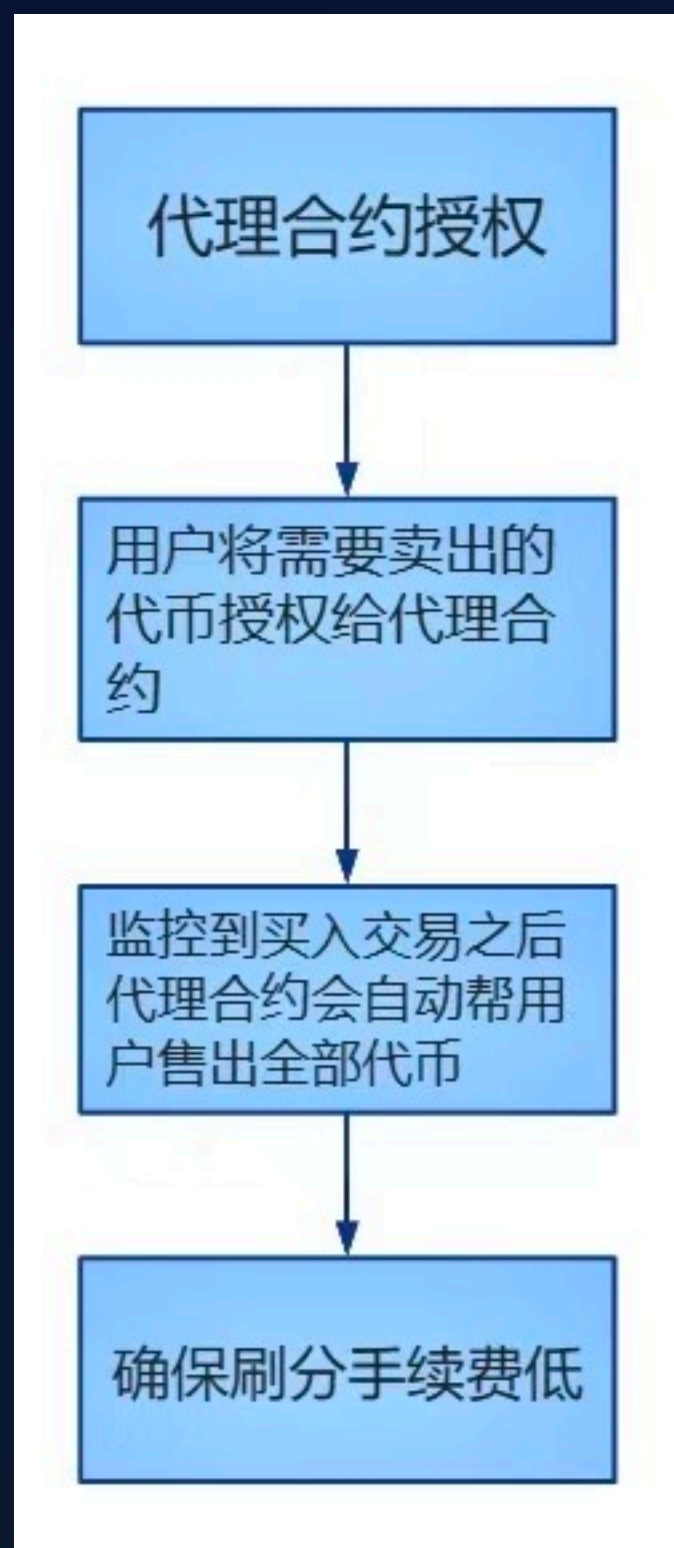 代理合约授权
用户将需要卖出的
代币授权给代理合
约
监控到买入交易之后
代理合约会自动帮用
户售出全部代币
确保刷分手续费低